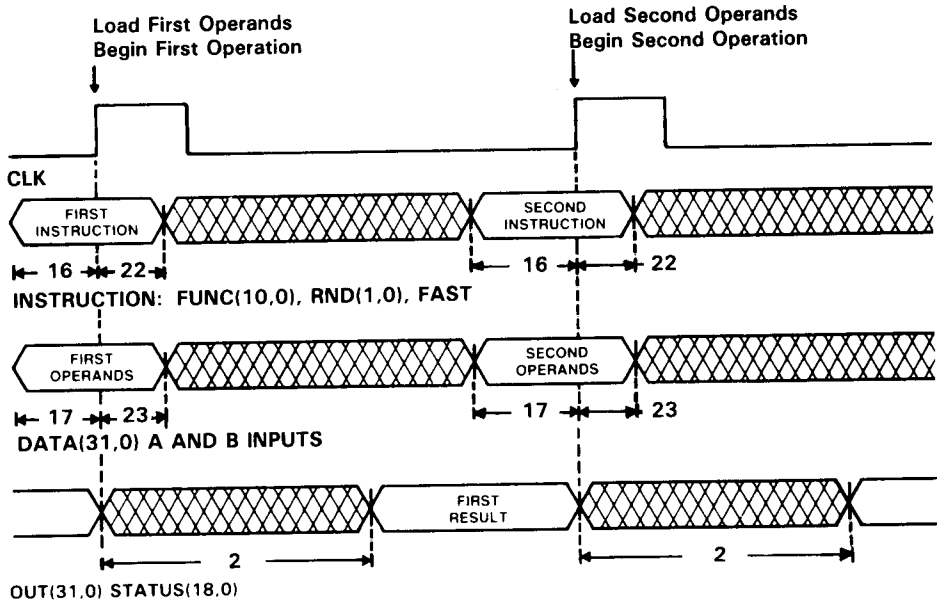 Load First Operands
Begin First Operation
Load Second Operands
Begin Second Operation
CLK
FIRST
INSTRUCTION
SECOND
INSTRUCTION
16
22
16
22
INSTRUCTION: FUNC(10,0), RND(1,0), FAST
FIRST
OPERANDS
SECOND
OPERANDS
17
23
17
23
DATA(31,0) A AND B INPUTS
FIRST
RESULT
2
2
OUT(31,0) STATUS(18,0)